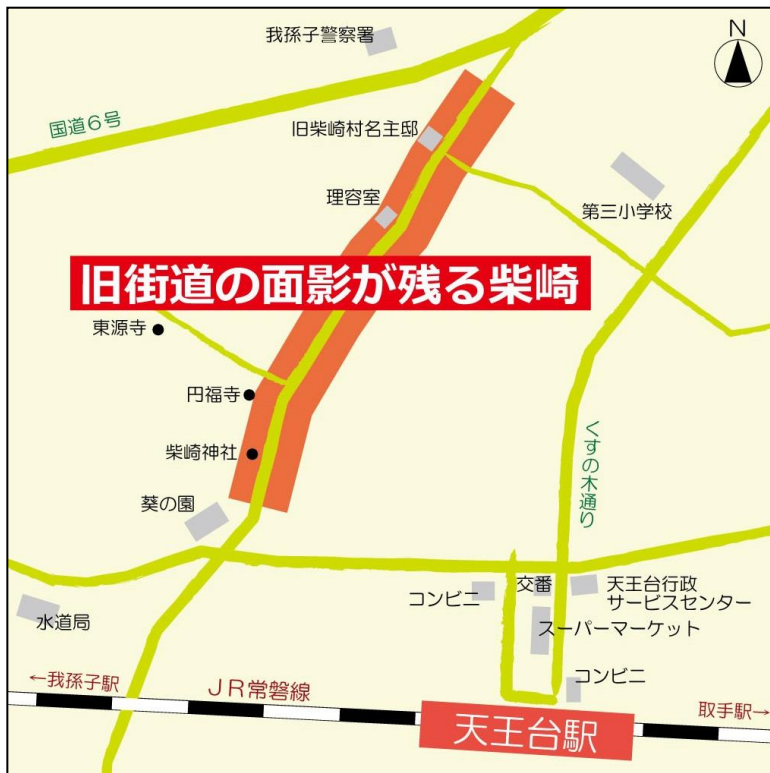 我孫子警察署
N
国道6号
旧柴崎村名主邸
理容室
第三小学校
旧街道の面影が残る柴崎
東源寺
円福寺
柴崎神社
くすの木通り
葵の園
コンビニ
交番
天王台行政
サービスセンター
水道局
スーパーマーケット
コンビニ
←我孫子駅
JR常磐線
天王台駅
取手駅→